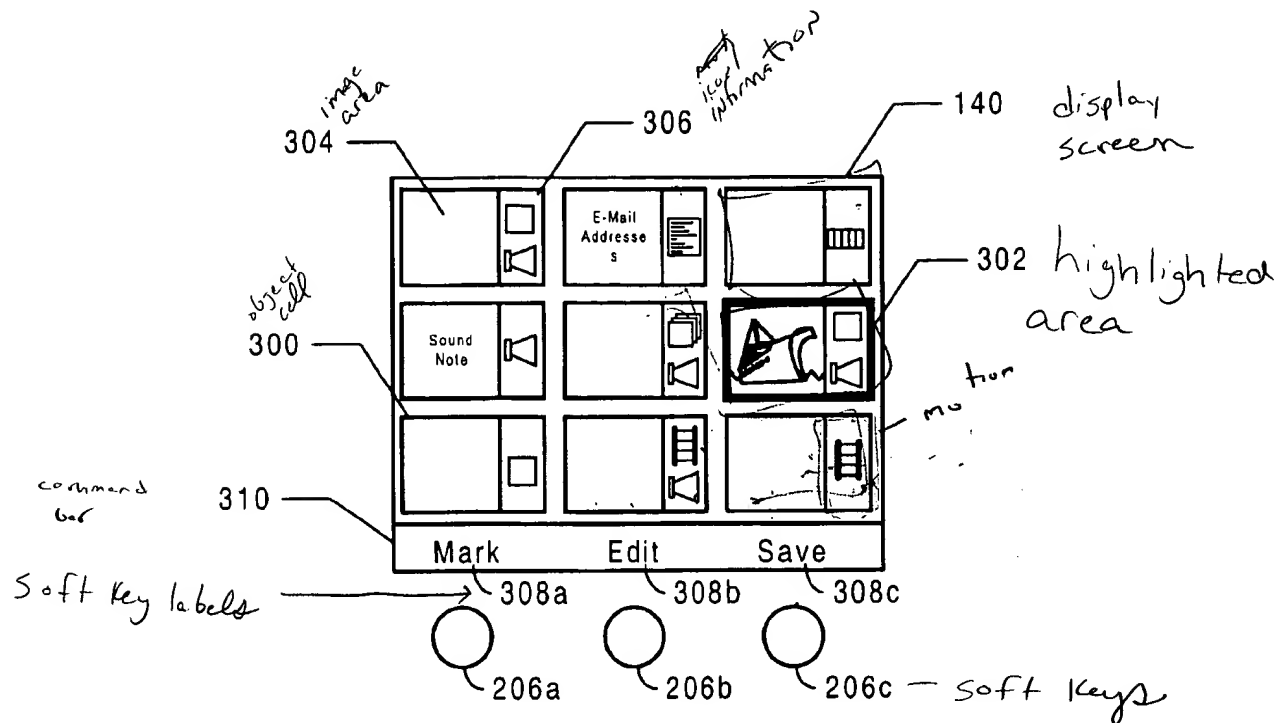 image
area
304
306
icon
information
140 display
screen
E-Mail
Addresse
s
302 highlighted
area
object
cell
300
Sound
Note
motion
command
bar
310
Mark Edit Save
Soft Key labels 308a 308b 308c
206a 206b 206c - Soft Keys